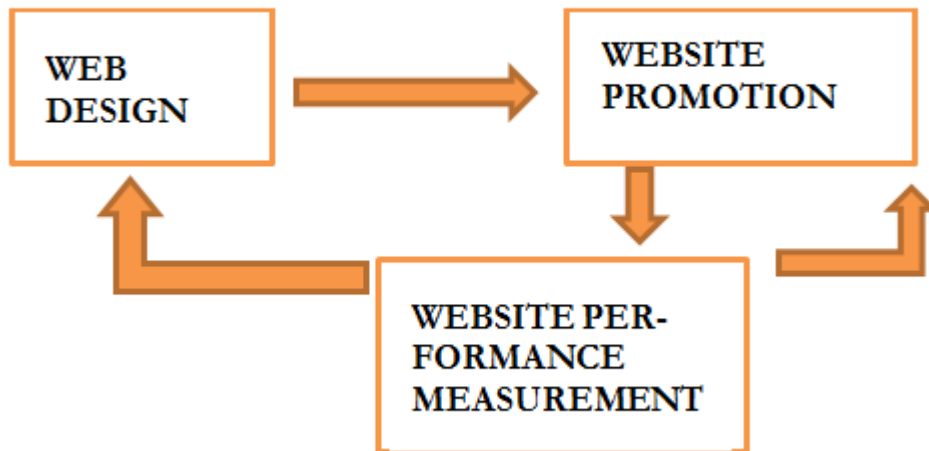 WEB
DESIGN
WEBSITE
PROMOTION
WEBSITE PER-
FORMANCE
MEASUREMENT